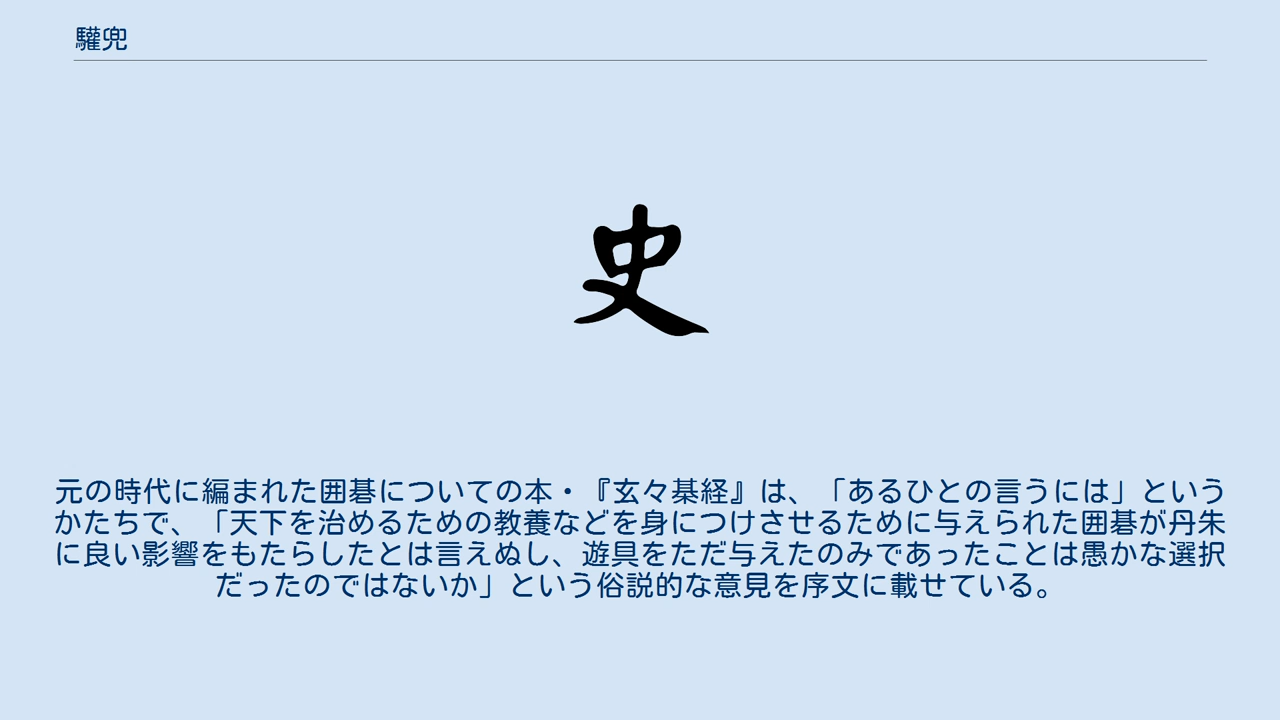 驩兜
史
元の時代に編まれた囲碁についての本・『玄々棊経』は、「あるひとの言うには」という
かたちで、「天下を治めるための教養などを身につけさせるために与えられた囲碁が丹朱
に良い影響をもたらしたとは言えぬし、遊具をただ与えたのみであったことは愚かな選択
だったのではないか」という俗説的な意見を序文に載せている。